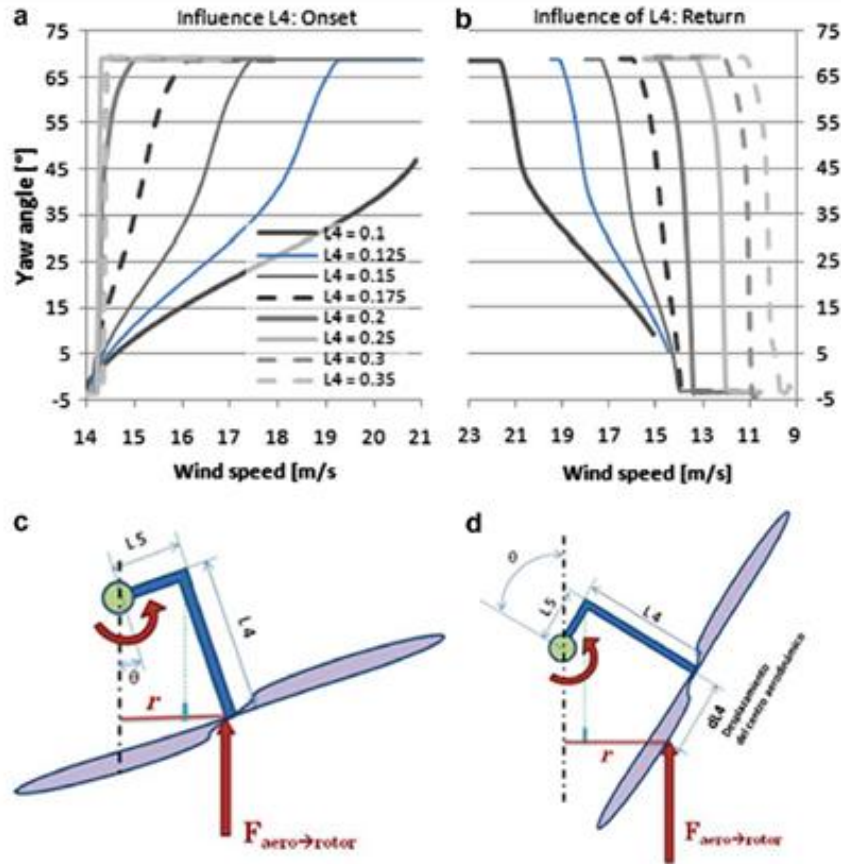 a Influence L4: Onset
b Influence of L4: Return
75
65
55
45
35
25
15
5
-5
Yaw angle [°]
14 15 16 17 18 19 20 21
Wind speed [m/s
L4 = 0.1
L4 = 0.125
L4 = 0.15
L4 = 0.175
L4 = 0.2
L4 = 0.25
L4 = 0.3
L4 = 0.35
75
65
55
45
35
25
15
5
-5
23 21 19 17 15 13 11 9
Wind speed [m/s]
c
L5
L4
θ
r
F aero→rotor
d
θ
L5
L4
dL4
Desplazamento
del centro aerodinámico
r
F aero→rotor